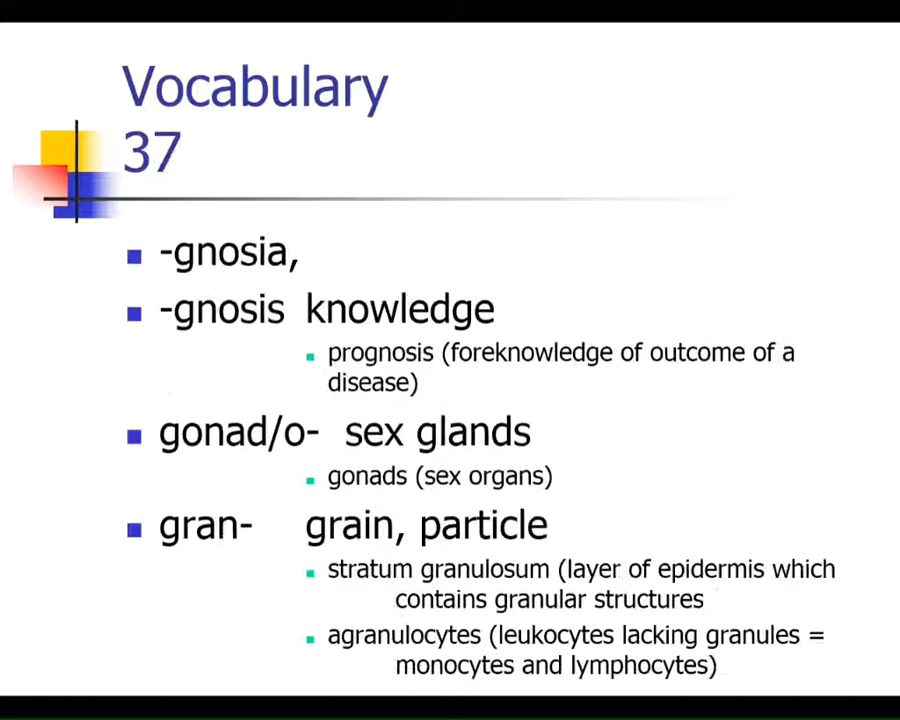 Vocabulary
37
-gnosia,
-gnosis knowledge
prognosis (foreknowledge of outcome of a
disease)
gonad/o- sex glands
gonads (sex organs)
gran- grain, particle
stratum granulosum (layer of epidermis which
contains granular structures
agranulocytes (leukocytes lacking granules =
monocytes and lymphocytes)